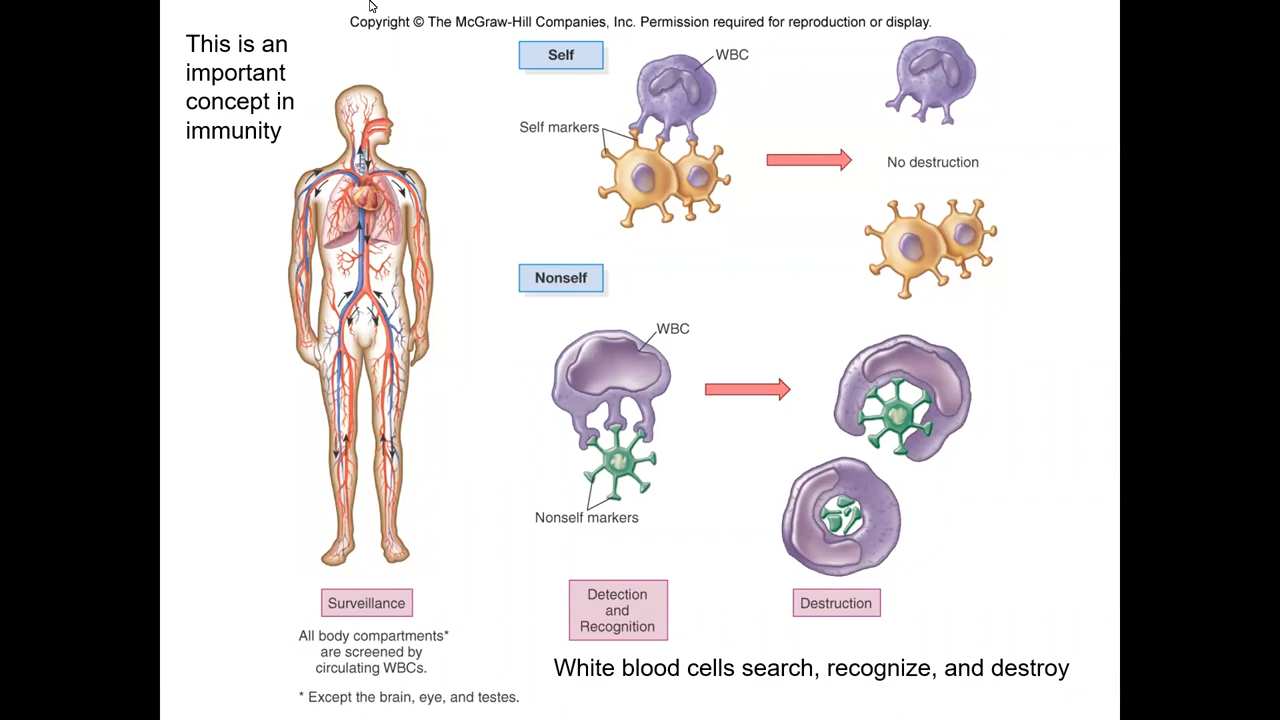 Copyright © The McGraw-Hill Companies, Inc. Permission required for reproduction or display.
This is an
important
concept in
immunity
Self
WBC
Self markers
No destruction
Nonself
WBC
Nonself markers
Surveillance
All body compartments*
are screened by
circulating WBCs.
* Except the brain, eye, and testes.
Detection
and
Recognition
Destruction
White blood cells search, recognize, and destroy